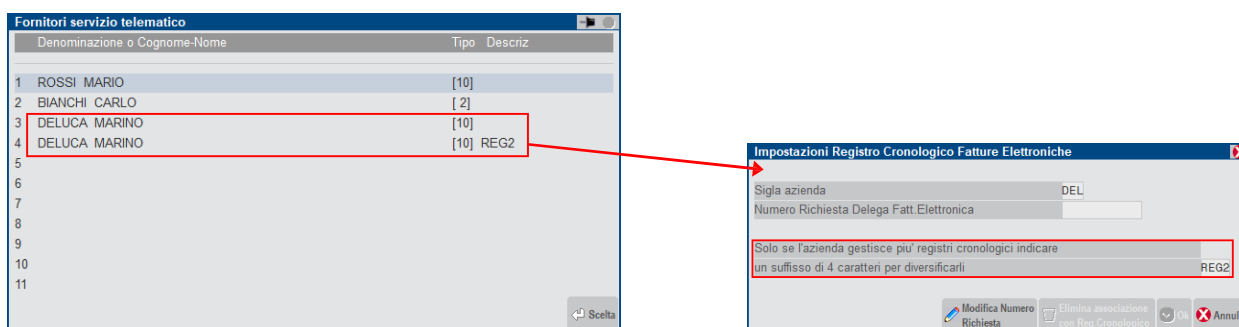 Fornitori servizio telematico
Denominazione o Cognome-Nome Tipo Descriz
1 ROSSI MARIO [10]
2 BIANCHI CARLO [ 2]
3 DELUCA MARINO [10]
4 DELUCA MARINO [10] REG2
5
6
7
8
9
10
11
Scelta
Impostazioni Registro Cronologico Fatture Elettroniche
Sigla azienda DEL
Numero Richiesta Delega Fatt.Elettronica
Solo se l'azienda gestisce piu' registri cronologici indicare
un suffisso di 4 caratteri per diversificarli REG2
Modifica Numero
Richiesta
Elimina associazione
con Reg.Cronologico
Ok
Annul